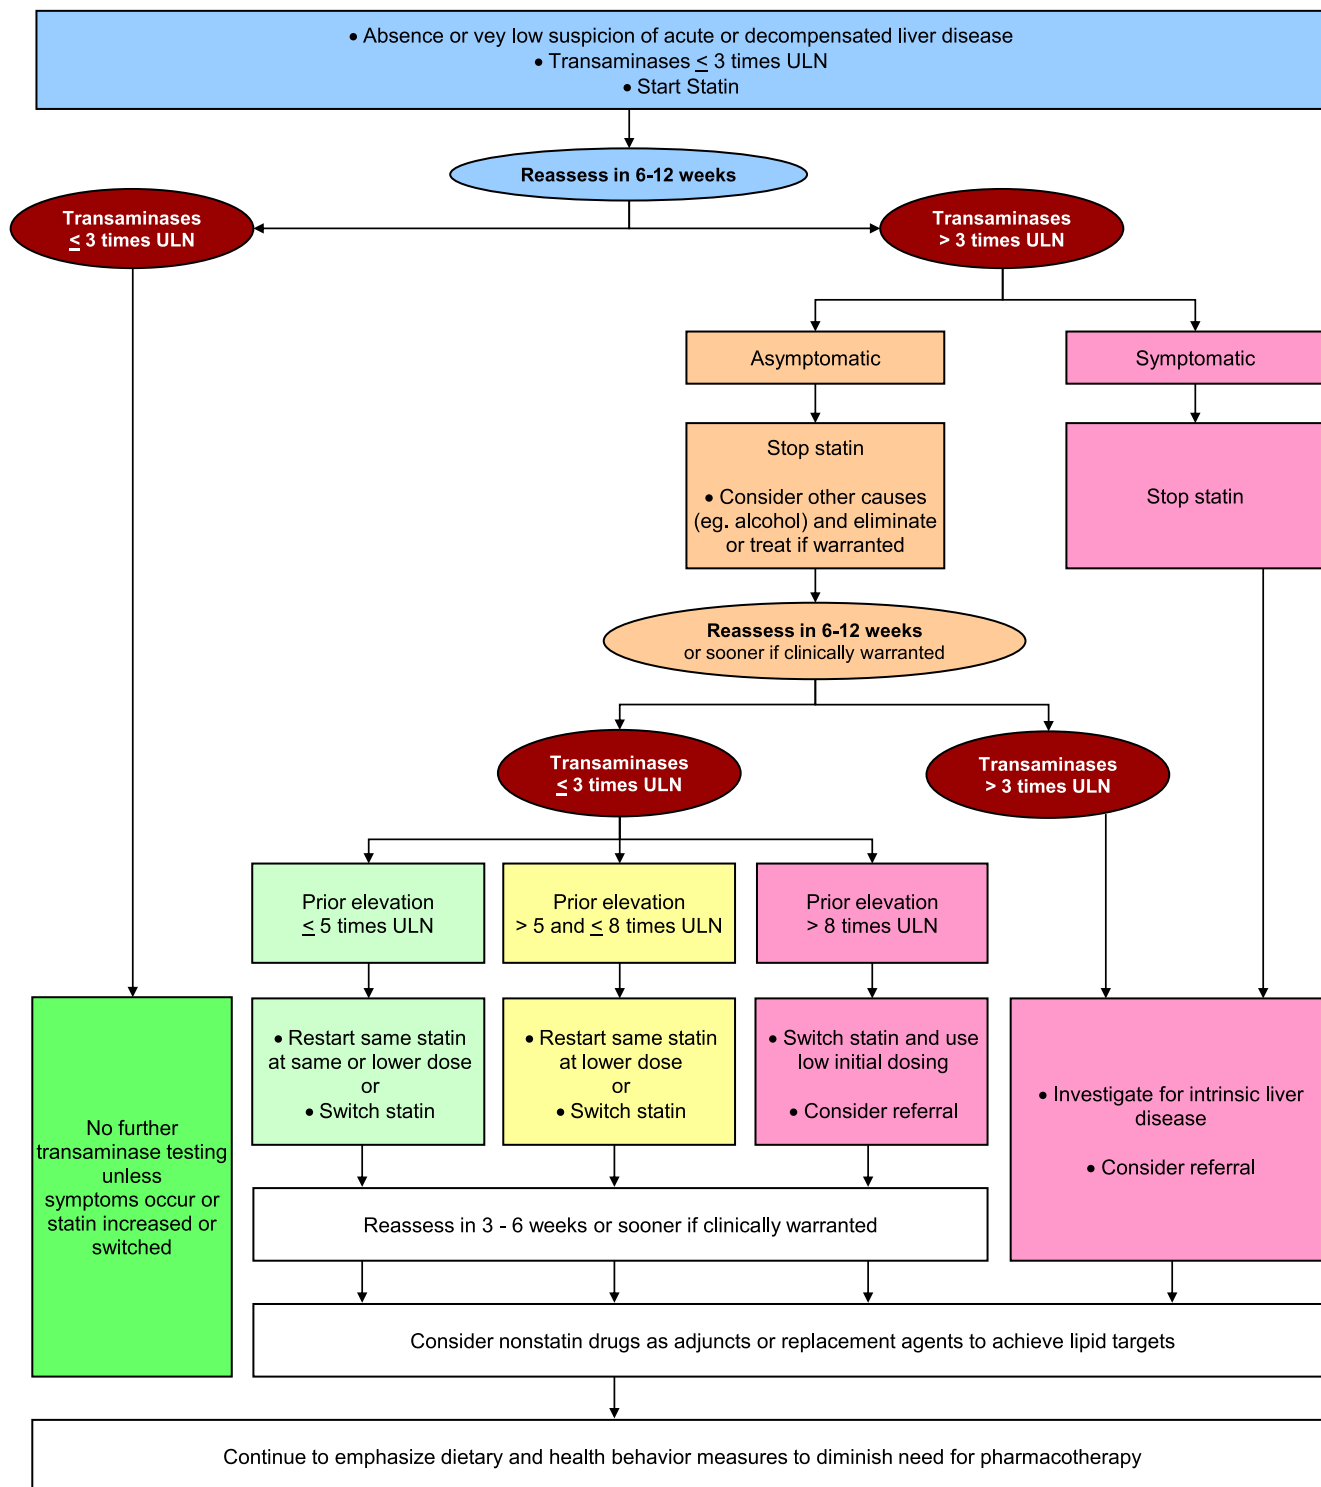 • Absence or vey low suspicion of acute or decompensated liver disease
• Transaminases ≤ 3 times ULN
• Start Statin
Reassess in 6-12 weeks
Transaminases
≤ 3 times ULN
Transaminases
> 3 times ULN
Asymptomatic
Symptomatic
Stop statin
• Consider other causes
(eg. alcohol) and eliminate
or treat if warranted
Stop statin
Reassess in 6-12 weeks
or sooner if clinically warranted
Transaminases
≤ 3 times ULN
Transaminases
> 3 times ULN
Prior elevation
≤ 5 times ULN
Prior elevation
> 5 and ≤ 8 times ULN
Prior elevation
> 8 times ULN
• Restart same statin
at same or lower dose
or
• Switch statin
• Restart same statin
at lower dose
or
• Switch statin
• Switch statin and use
low initial dosing
• Consider referral
• Investigate for intrinsic liver
disease
• Consider referral
No further
transaminase testing
unless
symptoms occur or
statin increased or
switched
Reassess in 3 - 6 weeks or sooner if clinically warranted
Consider nonstatin drugs as adjuncts or replacement agents to achieve lipid targets
Continue to emphasize dietary and health behavior measures to diminish need for pharmacotherapy